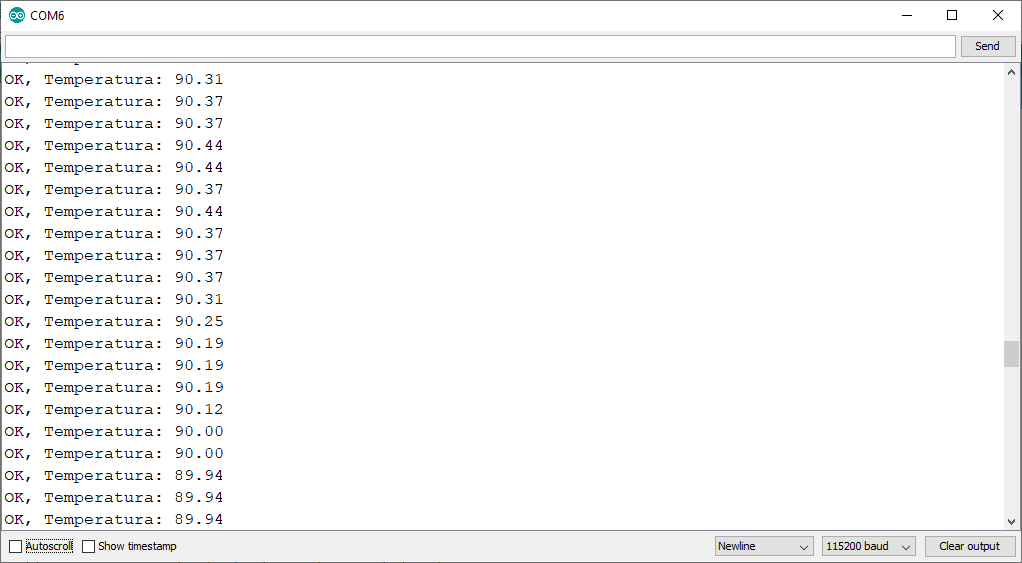 COM6
Send
OK, Temperatura: 90.31
OK, Temperatura: 90.37
OK, Temperatura: 90.37
OK, Temperatura: 90.44
OK, Temperatura: 90.44
OK, Temperatura: 90.37
OK, Temperatura: 90.44
OK, Temperatura: 90.37
OK, Temperatura: 90.37
OK, Temperatura: 90.37
OK, Temperatura: 90.31
OK, Temperatura: 90.25
OK, Temperatura: 90.19
OK, Temperatura: 90.19
OK, Temperatura: 90.19
OK, Temperatura: 90.12
OK, Temperatura: 90.00
OK, Temperatura: 90.00
OK, Temperatura: 89.94
OK, Temperatura: 89.94
OK, Temperatura: 89.94
Autoscroll Show timestamp Newline 115200 baud Clear output